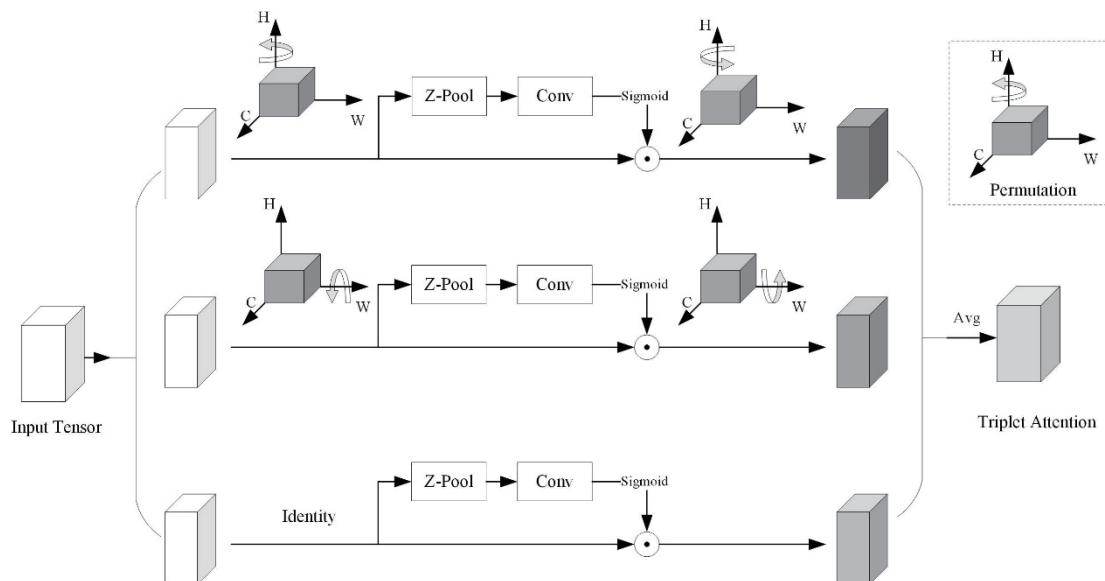 H
C
W
Z-Pool
Conv
Sigmoid
H
C
W
H
C
W
Permutation
H
C
W
Z-Pool
Conv
Sigmoid
H
C
W
Input Tensor
Avg
Triplet Attention
Identity
Z-Pool
Conv
Sigmoid